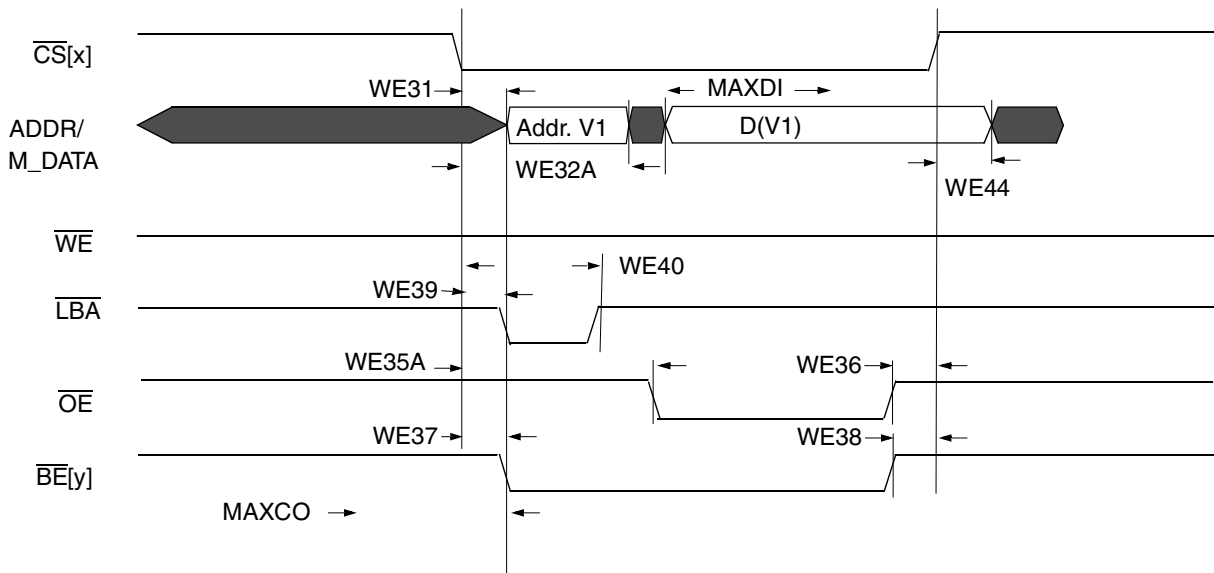 CS[x]
MAXDI
WE31
ADDR/
M_DATA
Addr. V1
D(V1)
WE32A
WE44
WE
WE40
WE39
LBA
WE35A
WE36
OE
WE37
WE38
BE[y]
MAXCO